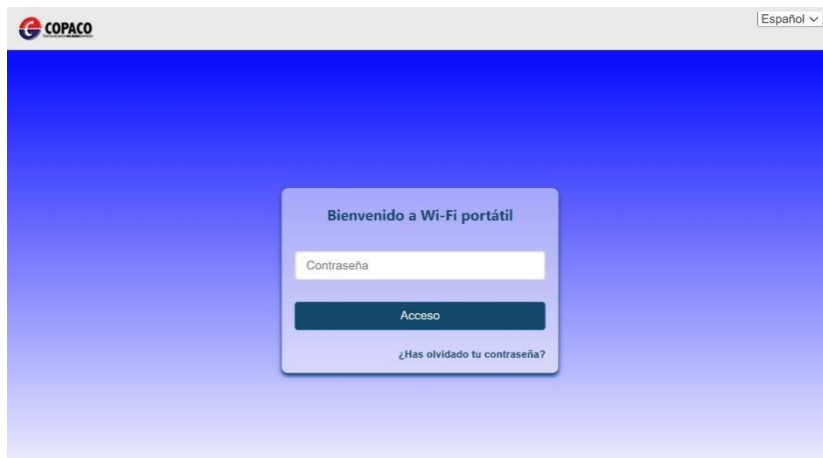 COPACO
Español
Bienvenido a Wi-Fi portátil
Contraseña
Acceso
¿Has olvidado tu contraseña?